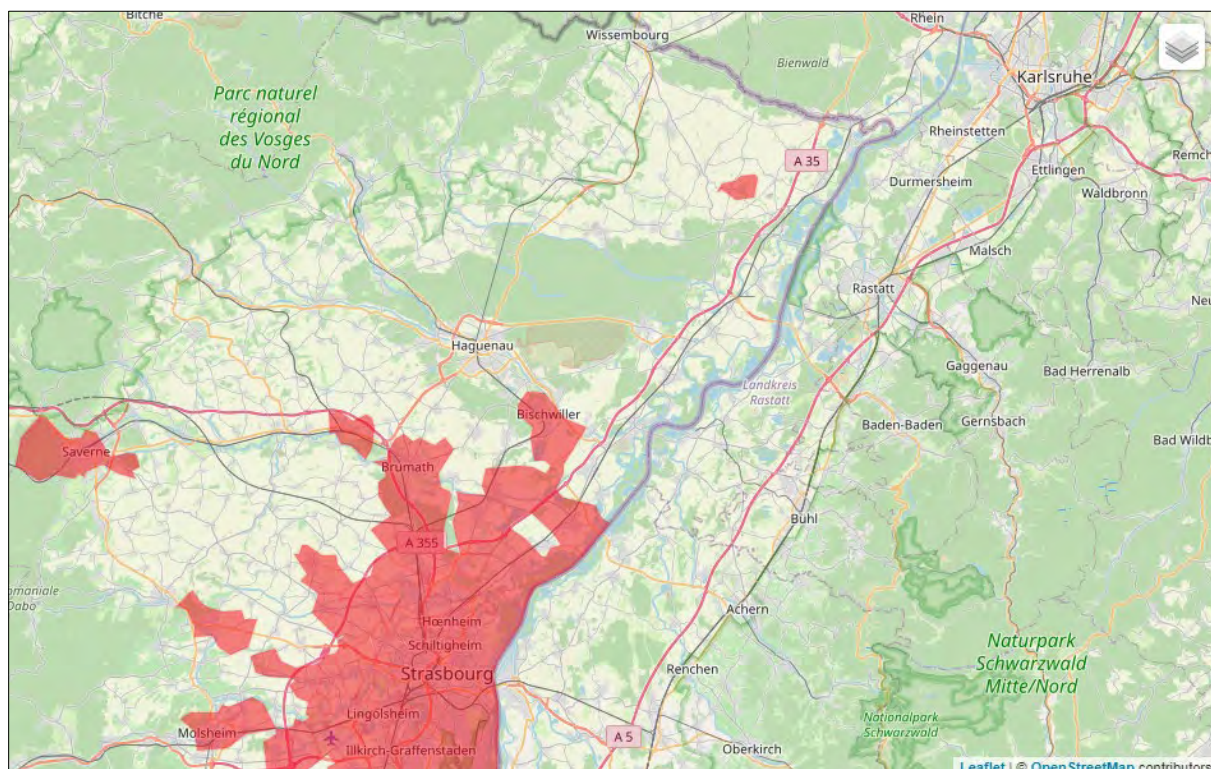 Bitche
Wissembourg
Rhein
Bienwald
Karlsruhe
Parc naturel
régional
des Vosges
du Nord
Rheinstetten
A 35
Remch
Ettlingen
Durmersheim
Waldbronn
Malsch
Rastatt
Neu
Haguenau
Gaggenau
Bad Herrenalb
Landkreis
Rastatt
Bischwiller
Baden-Baden
Gernsbach
Bad Wildb
Saverne
Brumath
Bühl
A 355
omaniale
Dabo
Achern
Hœnheim
Schiltigheim
Strasbourg
Renchen
Naturpark
Schwarzwald
Mitte/Nord
Lingolsheim
Molsheim
Nationalpark
Schwarzwald
A 5
Illkirch-Graffenstaden
Oberkirch
Leaflet | © OpenStreetMap contributors